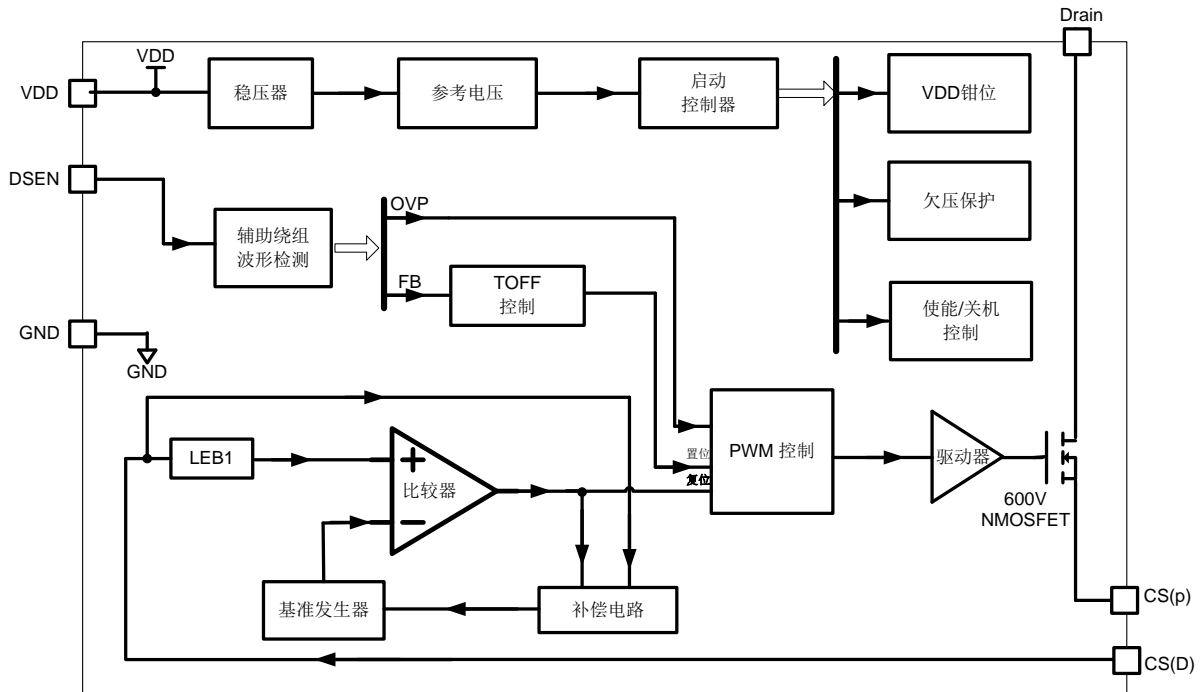 Drain
VDD
VDD
稳压器
参考电压
启动
控制器
VDD钳位
DSEN
辅助绕组
波形检测
OVP
FB
TOFF
控制
欠压保护
使能/关机
控制
GND
GND
LEB1
比较器
置位
复位
PWM 控制
驱动器
600V
NMOSFET
基准发生器
补偿电路
CS(p)
CS(D)